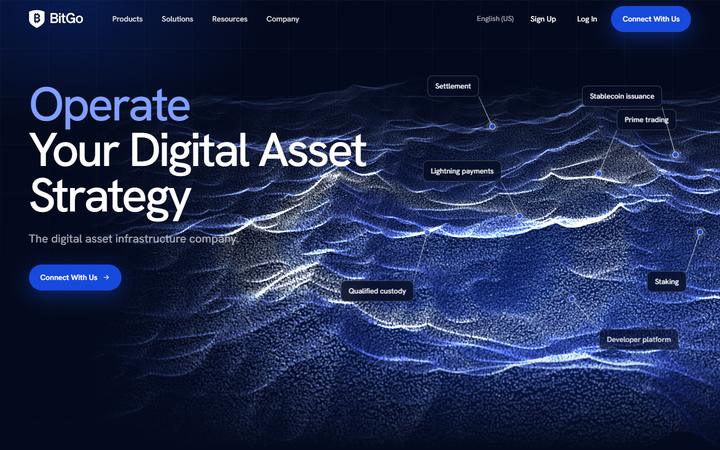 BitGo
Products
Solutions
Resources
Company
English (US)
Sign Up
Log In
Connect With Us
Operate
Your Digital Asset
Strategy
The digital asset infrastructure company.
Connect With Us →
Settlement
Stablecoin issuance
Prime trading
Lightning payments
Qualified custody
Staking
Developer platform